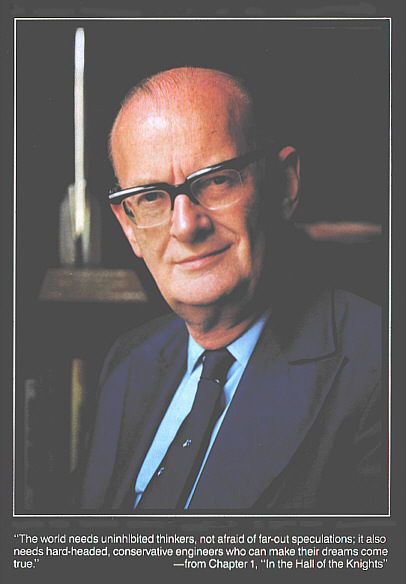 "The world needs uninhibited thinkers, not afraid of far-out speculations; it also
needs hard-headed, conservative engineers who can make their dreams come
true."                    —from Chapter 1, "In the Hall of the Knights"